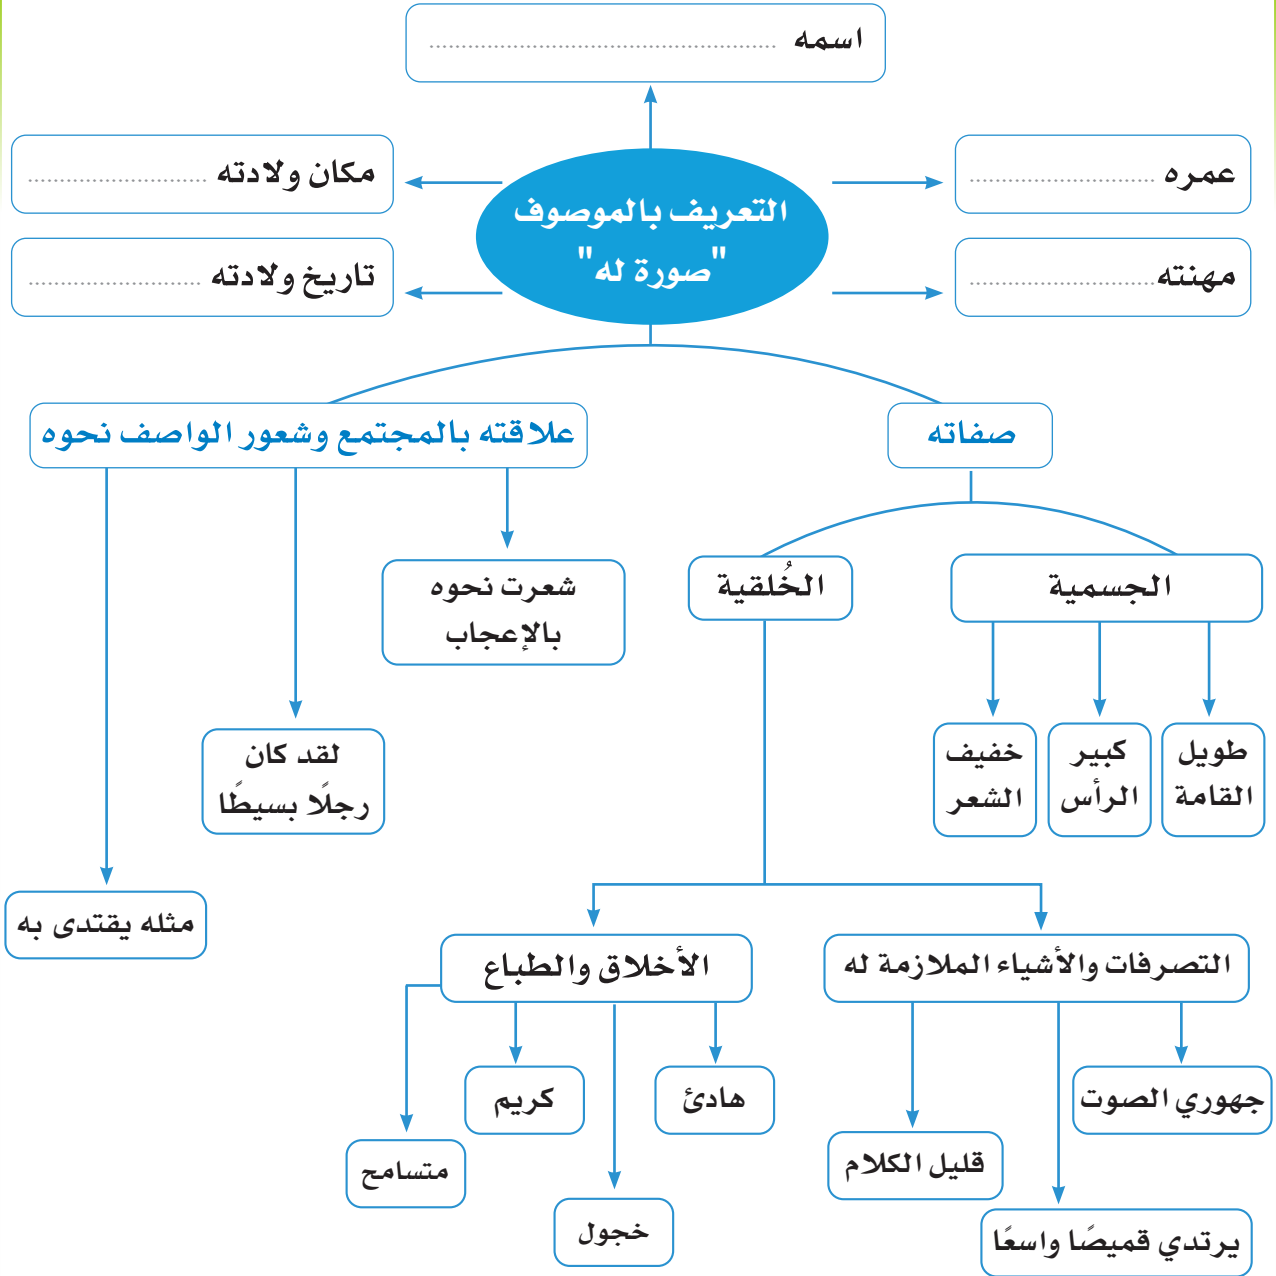 اسمه ......................................................
عمره ............................
مكان ولادته ............................
التعريف بالموصوف
"صورة له"
مهنته ............................
تاريخ ولادته ............................
صفاته
علاقته بالمجتمع وشعور الواصف نحوه
الجسمية
الخُلقية
شعرت نحوه
بالإعجاب
طويل
القامة
كبير
الرأس
خفيف
الشعر
لقد كان
رجلًا بسيطًا
مثله يقتدى به
التصرفات والأشياء الملازمة له
الأخلاق والطباع
جهوري الصوت
يرتدي قميصًا واسعًا
قليل الكلام
هادئ
خجول
كريم
متسامح